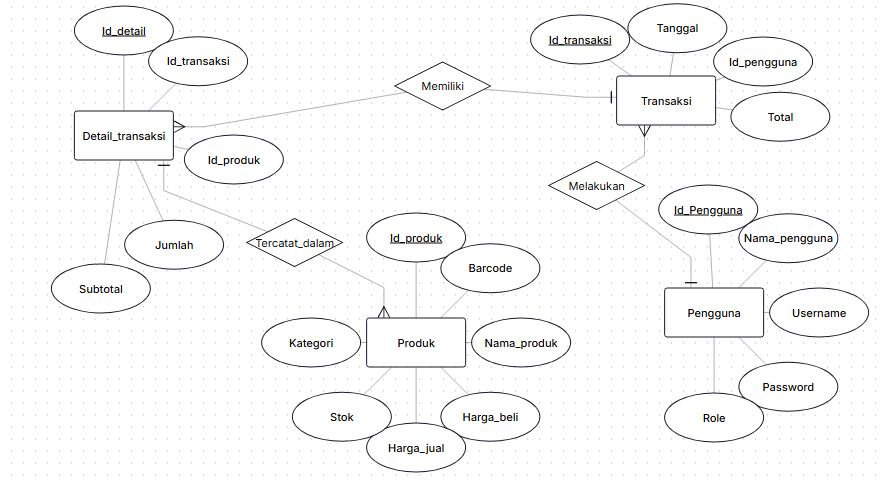 Id_detail
Id_transaksi
Detail_transaksi
Id_produk
Jumlah
Subtotal
Memiliki
Id_transaksi
Tanggal
Id_pengguna
Transaksi
Total
Melakukan
Tercatat_dalam
Id_produk
Barcode
Kategori
Produk
Nama_produk
Stok
Harga_jual
Harga_beli
Id_Pengguna
Nama_pengguna
Pengguna
Username
Password
Role